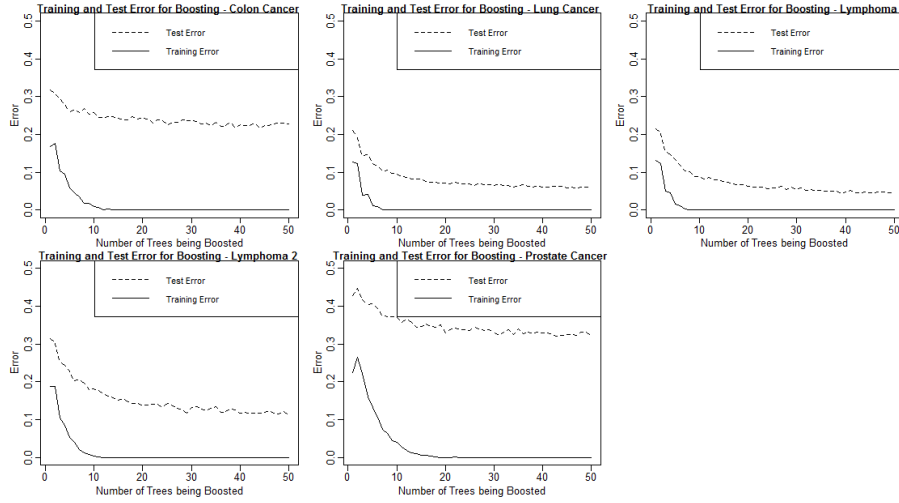 Training and Test Error for Boosting - Colon Cancer
0.5
0.4
0.3
0.2
0.1
0.0
Error
Test Error
Training Error
0 10 20 30 40 50
Number of Trees being Boosted
Training and Test Error for Boosting - Lung Cancer
0.5
0.4
0.3
0.2
0.1
0.0
Error
Test Error
Training Error
0 10 20 30 40 50
Number of Trees being Boosted
Training and Test Error for Boosting - Lymphoma
0.5
0.4
0.3
0.2
0.1
0.0
Error
Test Error
Training Error
0 10 20 30 40 50
Number of Trees being Boosted
Training and Test Error for Boosting - Lymphoma 2
0.5
0.4
0.3
0.2
0.1
0.0
Error
Test Error
Training Error
0 10 20 30 40 50
Number of Trees being Boosted
Training and Test Error for Boosting - Prostate Cancer
0.5
0.4
0.3
0.2
0.1
0.0
Error
Test Error
Training Error
0 10 20 30 40 50
Number of Trees being Boosted